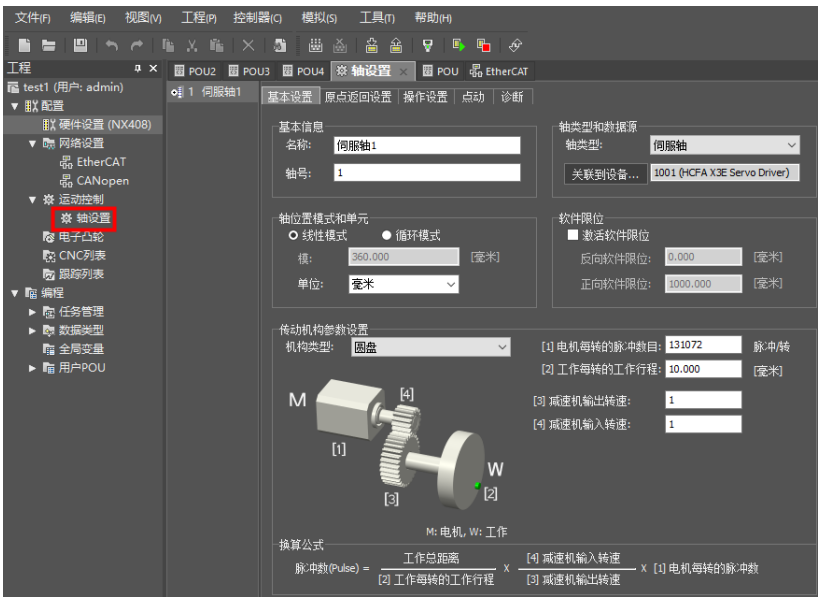 文件(F) 编辑(E) 视图(V) 工程(P) 控制器(C) 模拟(S) 工具(T) 帮助(H)
工程
POU2 POU3 POU4 轴设置 POU EtherCAT
test1 (用户: admin)
配置
硬件设置 (NX408)
网络设置
EtherCAT
CANopen
运动控制
轴设置
电子凸轮
CNC列表
跟踪列表
编程
任务管理
数据类型
全局变量
用户POU
1 伺服轴1
基本设置 原点返回设置 操作设置 点动 诊断
基本信息
名称: 伺服轴1
轴号: 1
轴类型和数据源
轴类型: 伺服轴
关联到设备... 1001 (HCFA X3E Servo Driver)
轴位置模式和单元
线性模式 循环模式
模: 360.000 [毫米]
单位: 毫米
软件限位
激活软件限位
反向软件限位: 0.000 [毫米]
正向软件限位: 1000.000 [毫米]
传动机构参数设置
机构类型: 圆盘
[1] 电机每转的脉冲数目: 131072 脉冲/转
[2] 工作每转的工作行程: 10.000 [毫米]
[3] 减速机输出转速: 1
[4] 减速机输入转速: 1
M
[4]
[1]
W
[2]
[3]
M: 电机, W: 工作
换算公式
脉冲数(Pulse) = 工作总距离 / [2] 工作每转的工作行程 X [4] 减速机输入转速 / [3] 减速机输出转速 X [1] 电机每转的脉冲数